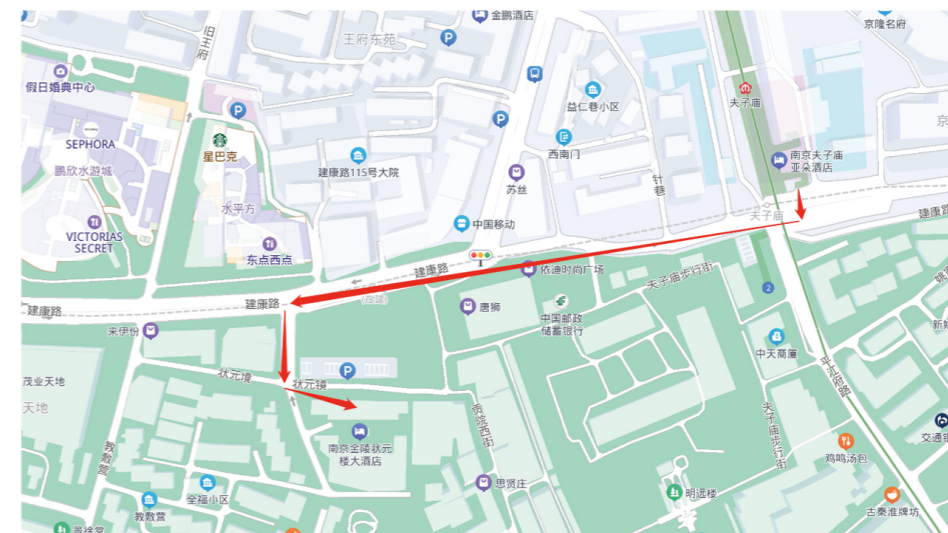 金鹏酒店
京隆名府
旧王府
王府东苑
假日婚典中心
P
P
P
夫子庙
益仁巷小区
SEPHORA
星巴克
西南门
鹏欣水游城
建康路115号大院
南京夫子庙
亚朵酒店
苏丝
针巷
水平方
VICTORIAS
SECRET
中国移动
夫子庙
建康路
东点西点
建康路
依迪时尚广场
夫子庙步行街
2
建康路
建康路
(在建)
唐狮
中国邮政
储蓄银行
来伊份
中天商厦
平江府路
茂业天地
天地
状元境
状元境
P
贡院西街
夫子庙步行街
南京金陵状元
楼大酒店
教敷营
鸡鸣汤包
思贤庄
明远楼
全福小区
教敷营
古秦淮牌坊